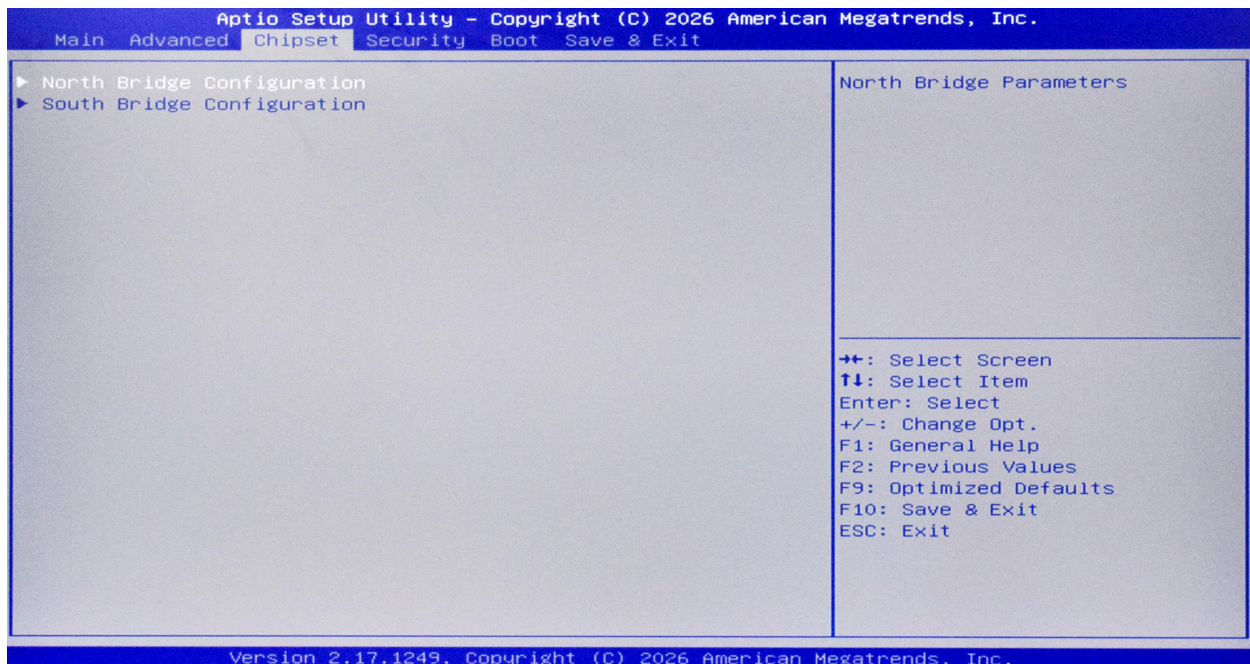 Aptio Setup Utility – Copyright (C) 2026 American Megatrends, Inc.
Main Advanced Chipset Security Boot Save & Exit
► North Bridge Configuration
► South Bridge Configuration
North Bridge Parameters
→←: Select Screen
↑↓: Select Item
Enter: Select
+/-: Change Opt.
F1: General Help
F2: Previous Values
F9: Optimized Defaults
F10: Save & Exit
ESC: Exit
Version 2.17.1249. Copyright (C) 2026 American Megatrends, Inc.